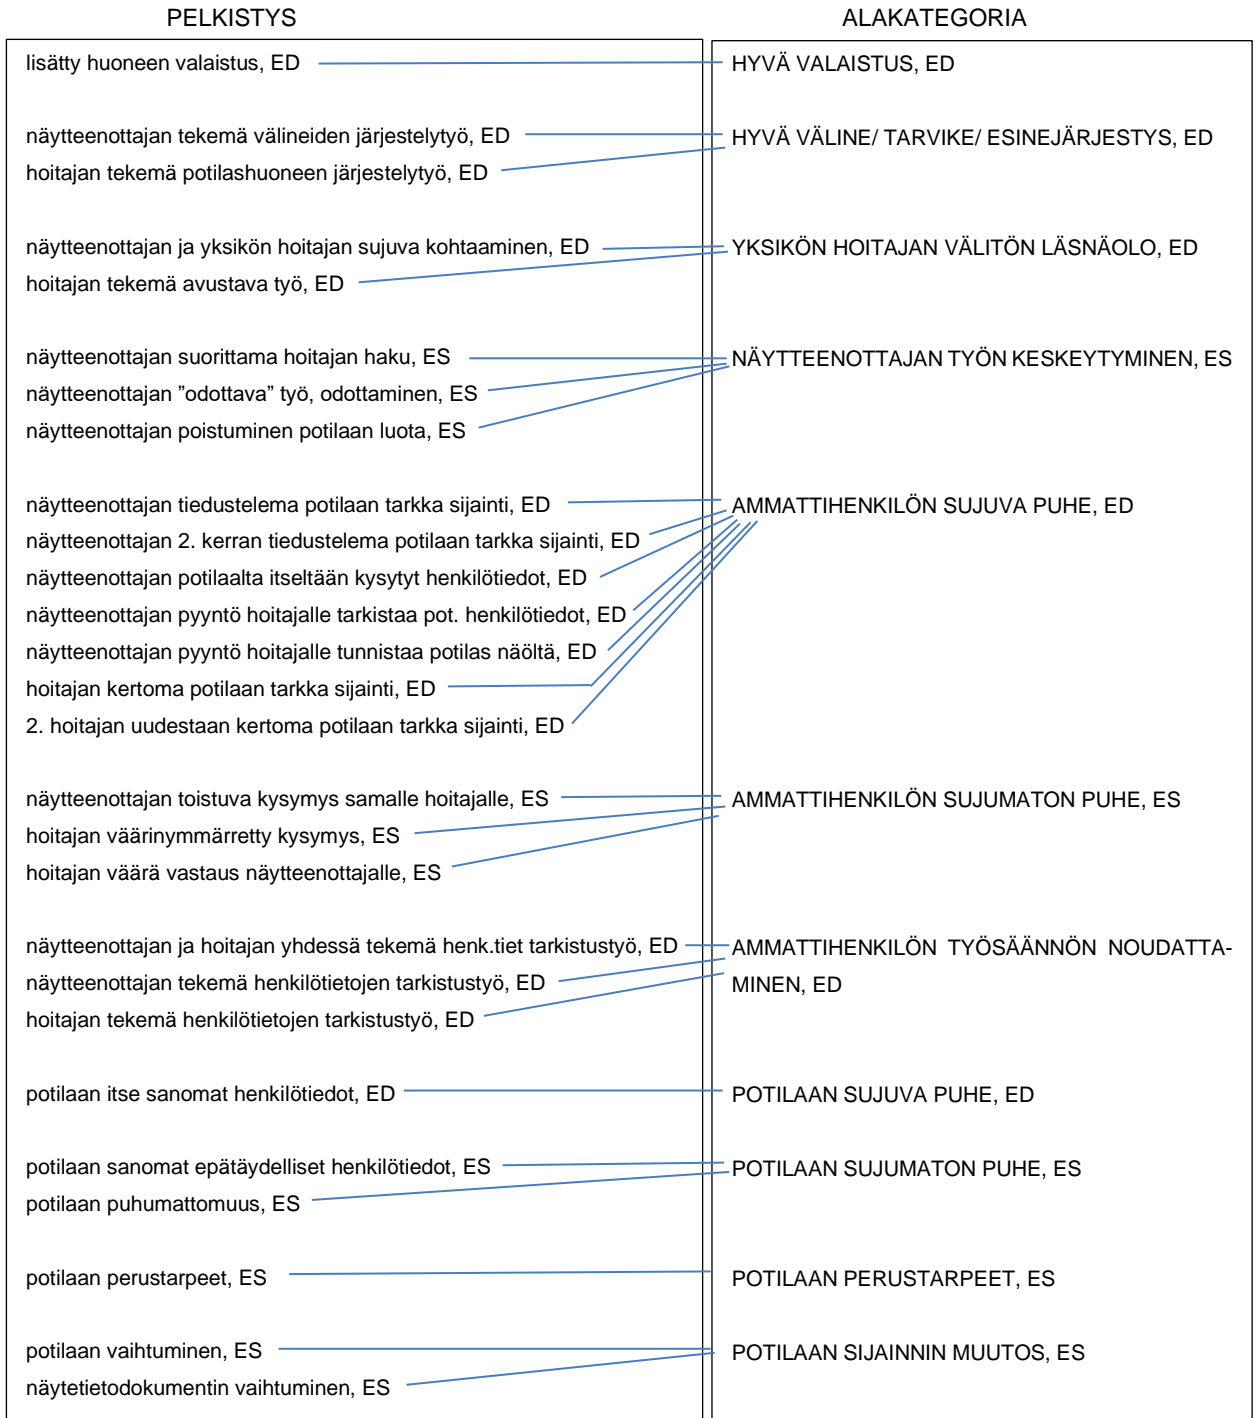 PELKISTYS ALAKATEGORIA
lisätty huoneen valaistus, ED HYVÄ VALAISTUS, ED
näytteenottajan tekemä välineiden järjestelytyö, ED HYVÄ VÄLINE/ TARVIKE/ ESINEJÄRJESTYS, ED
hoitajan tekemä potilashuoneen järjestelytyö, ED
näytteenottajan ja yksikön hoitajan sujuva kohtaaminen, ED YKSIKÖN HOITAJAN VÄLITÖN LÄSNÄOLO, ED
hoitajan tekemä avustava työ, ED
näytteenottajan suorittama hoitajan haku, ES NÄYTTEENOTTAJAN TYÖN KESKEYTYMINEN, ES
näytteenottajan ”odottava” työ, odottaminen, ES
näytteenottajan poistuminen potilaan luota, ES
näytteenottajan tiedustelema potilaan tarkka sijainti, ED AMMATTIHENKILÖN SUJUVA PUHE, ED
näytteenottajan 2. kerran tiedustelema potilaan tarkka sijainti, ED
näytteenottajan potilaalta itseltään kysytyt henkilötiedot, ED
näytteenottajan pyyntö hoitajalle tarkistaa pot. henkilötiedot, ED
näytteenottajan pyyntö hoitajalle tunnistaa potilas näöltä, ED
hoitajan kertoma potilaan tarkka sijainti, ED
2. hoitajan uudestaan kertoma potilaan tarkka sijainti, ED
näytteenottajan toistuva kysymys samalle hoitajalle, ES AMMATTIHENKILÖN SUJUMATON PUHE, ES
hoitajan väärinymmärretty kysymys, ES
hoitajan väärä vastaus näytteenottajalle, ES
näytteenottajan ja hoitajan yhdessä tekemä henk.tiet tarkistustyö, ED AMMATTIHENKILÖN TYÖSÄÄNNÖN NOUDATTA-
näytteenottajan tekemä henkilötietojen tarkistustyö, ED MINEN, ED
hoitajan tekemä henkilötietojen tarkistustyö, ED
potilaan itse sanomat henkilötiedot, ED POTILAAN SUJUVA PUHE, ED
potilaan sanomat epätäydelliset henkilötiedot, ES POTILAAN SUJUMATON PUHE, ES
potilaan puhumattomuus, ES
potilaan perustarpeet, ES POTILAAN PERUSTARPEET, ES
potilaan vaihtuminen, ES POTILAAN SIJAINNIN MUUTOS, ES
näytetietodokumentin vaihtuminen, ES